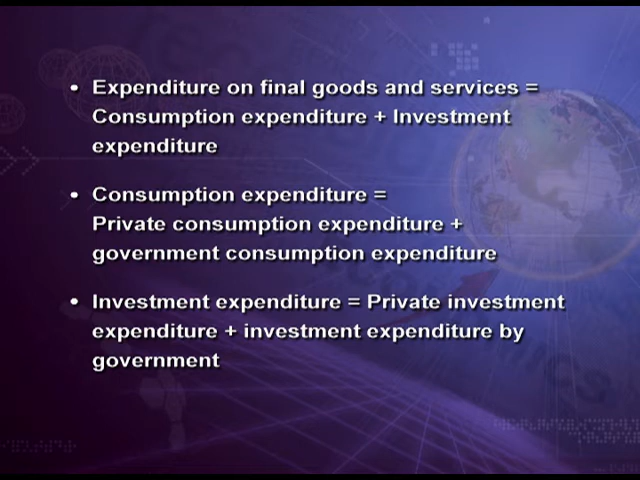 • Expenditure on final goods and services =
Consumption expenditure + Investment
expenditure
• Consumption expenditure =
Private consumption expenditure +
government consumption expenditure
• Investment expenditure = Private investment
expenditure + investment expenditure by
government